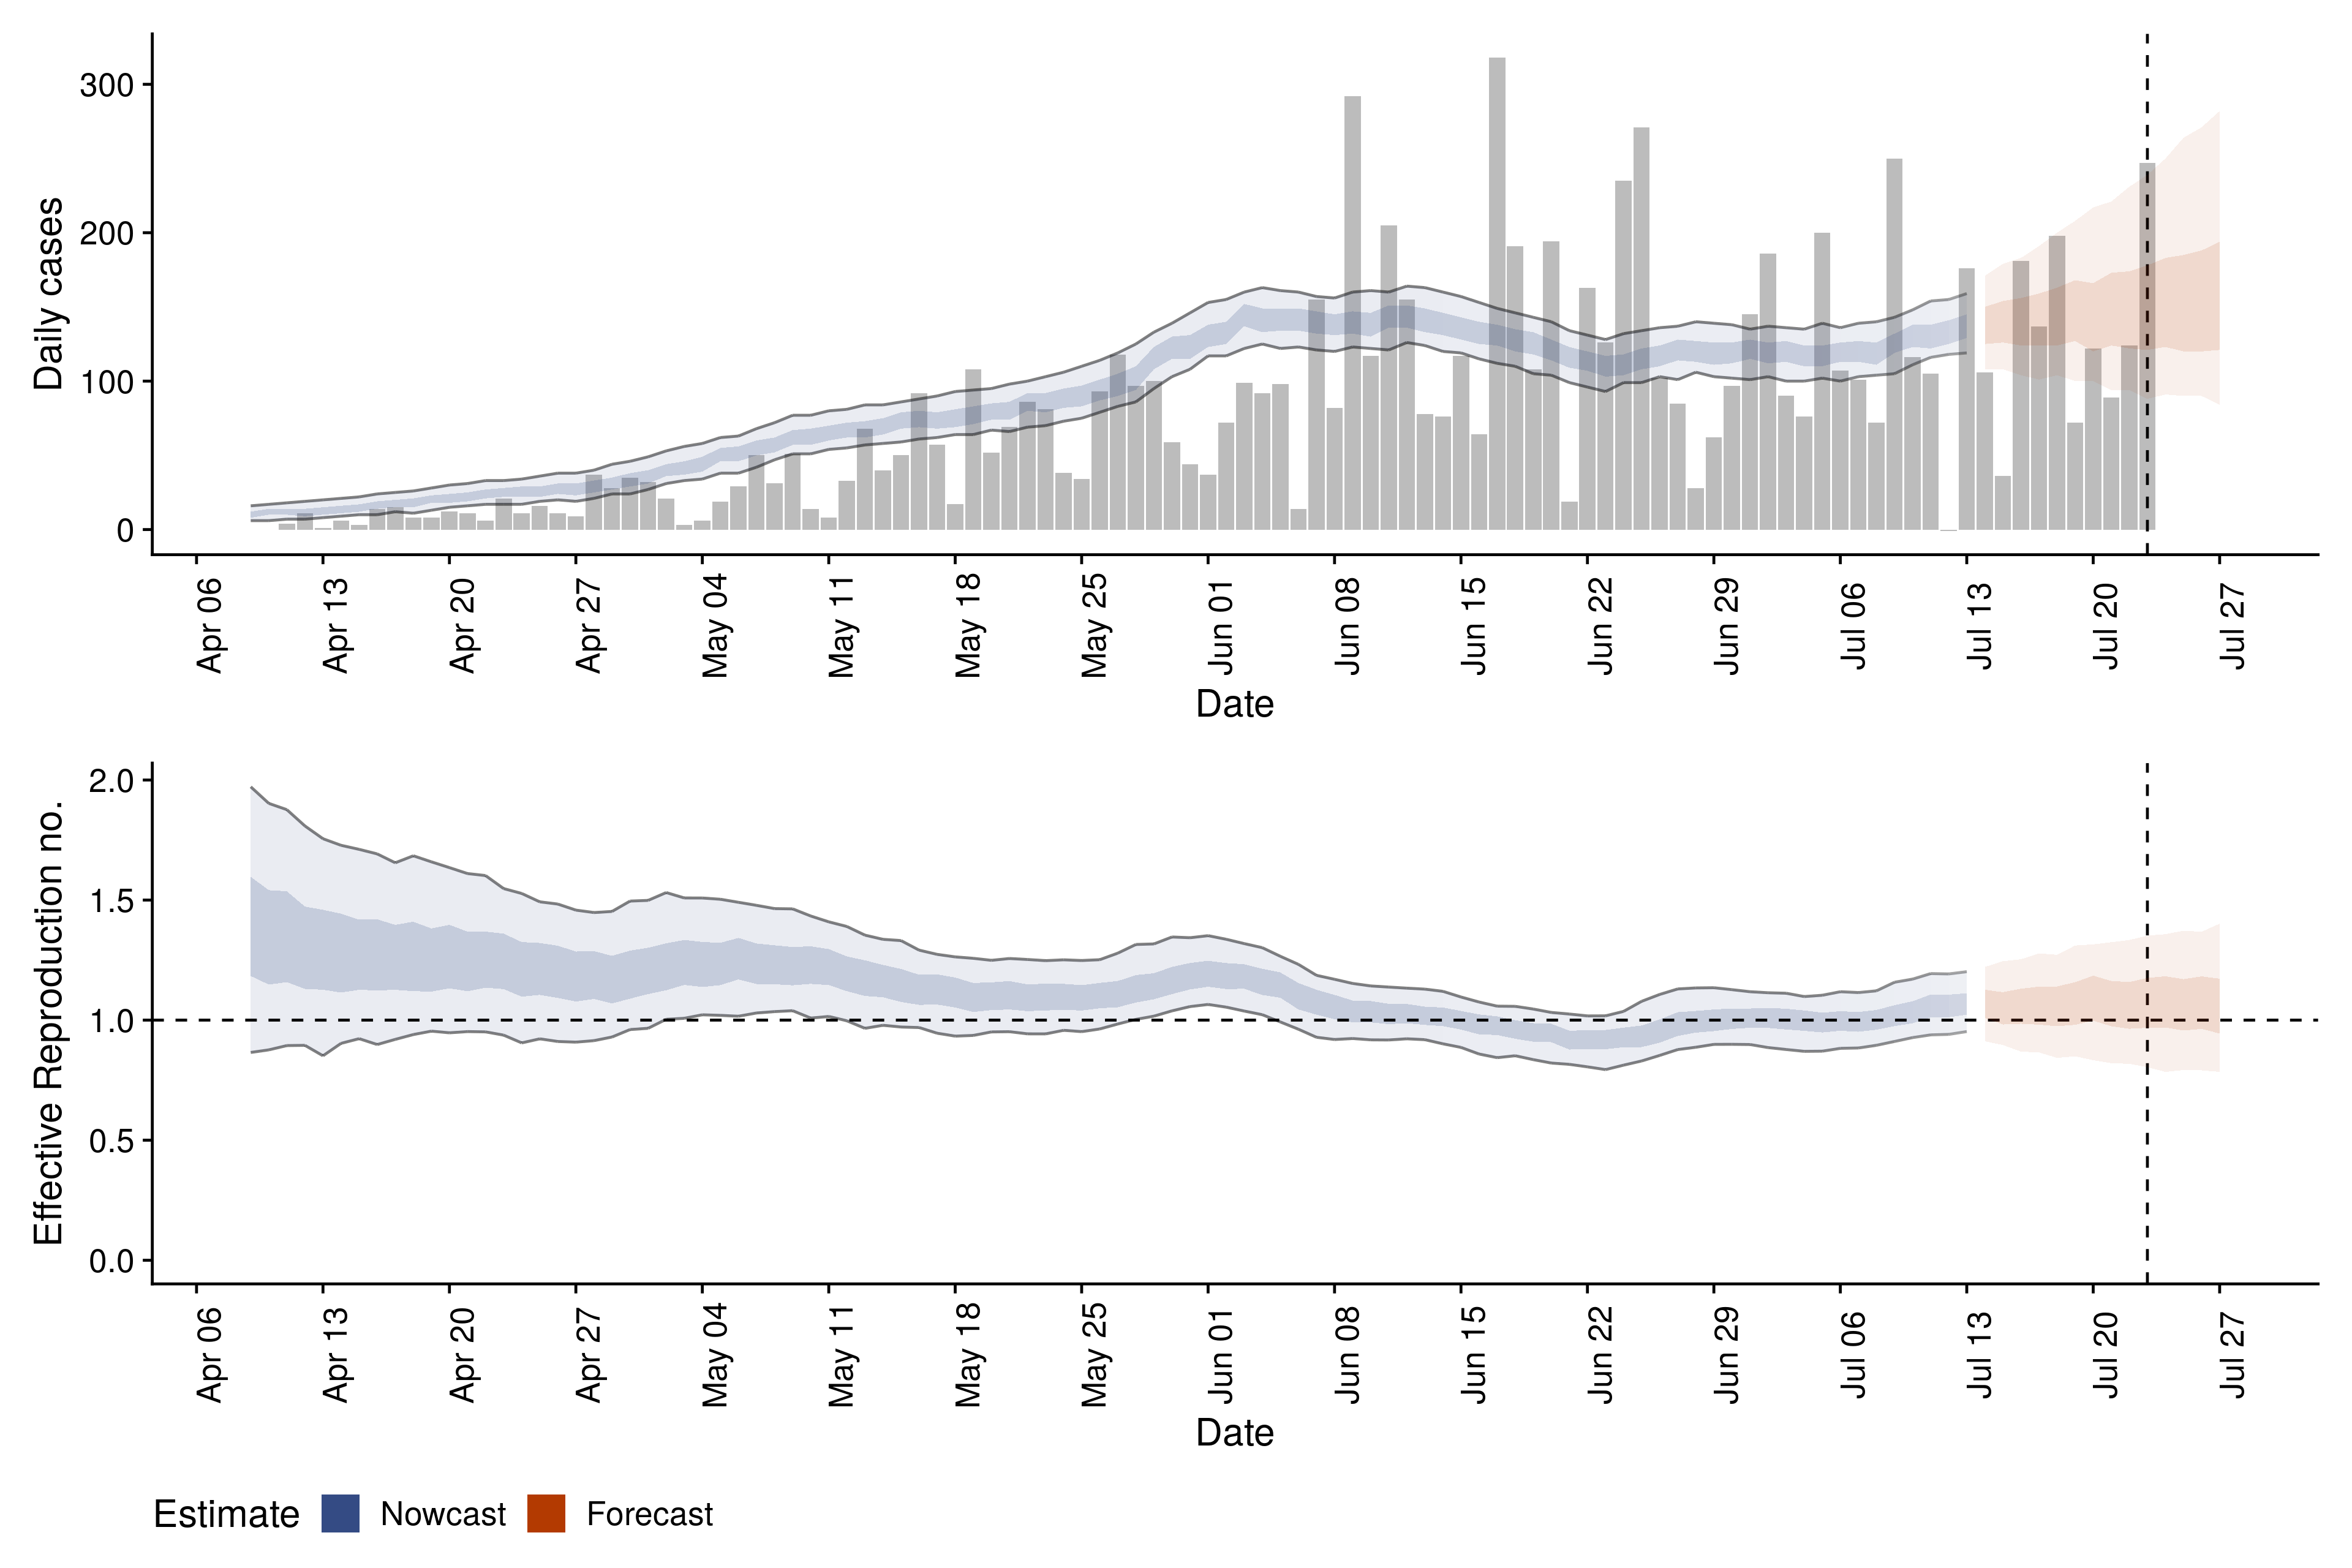 Daily cases
300
200
100
0
Apr 06
Apr 13
Apr 20
Apr 27
May 04
May 11
May 18
May 25
Jun 01
Jun 08
Jun 15
Jun 22
Jun 29
Jul 06
Jul 13
Jul 20
Jul 27
Date
Effective Reproduction no.
2.0
1.5
1.0
0.5
0.0
Apr 06
Apr 13
Apr 20
Apr 27
May 04
May 11
May 18
May 25
Jun 01
Jun 08
Jun 15
Jun 22
Jun 29
Jul 06
Jul 13
Jul 20
Jul 27
Date
Estimate Nowcast Forecast